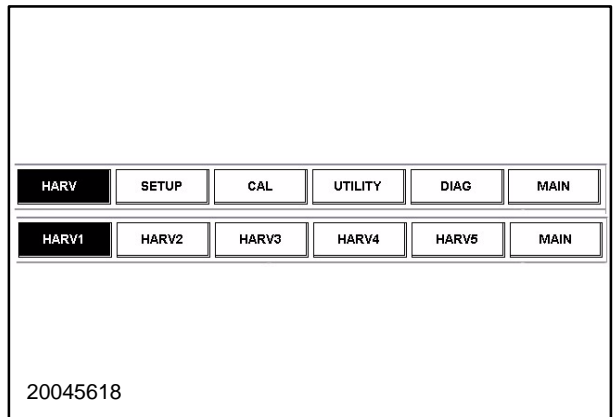 HARV SETUP CAL UTILITY DIAG MAIN
HARV1 HARV2 HARV3 HARV4 HARV5 MAIN
20045618